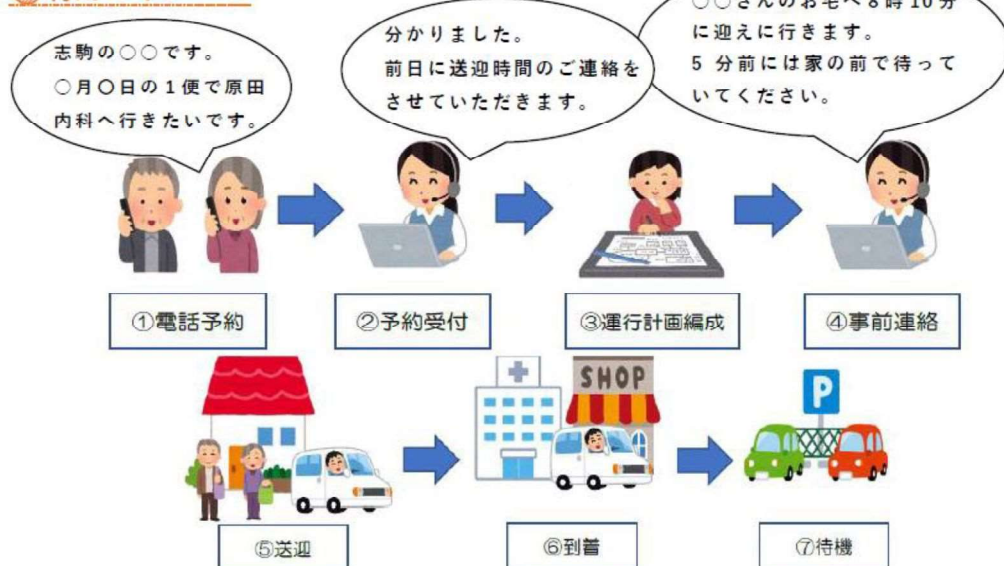 志駒の○○です。
○月○日の1便で原田
内科へ行きたいです。
分かりました。
前日に送迎時間のご連絡を
させていただきます。
○○さんのお宅へ8時10分
に迎えに行きます。
5 分前には家の前で待って
いてください。
①電話予約
②予約受付
③運行計画編成
④事前連絡
SHOP
P
⑤送迎
⑥到着
⑦待機